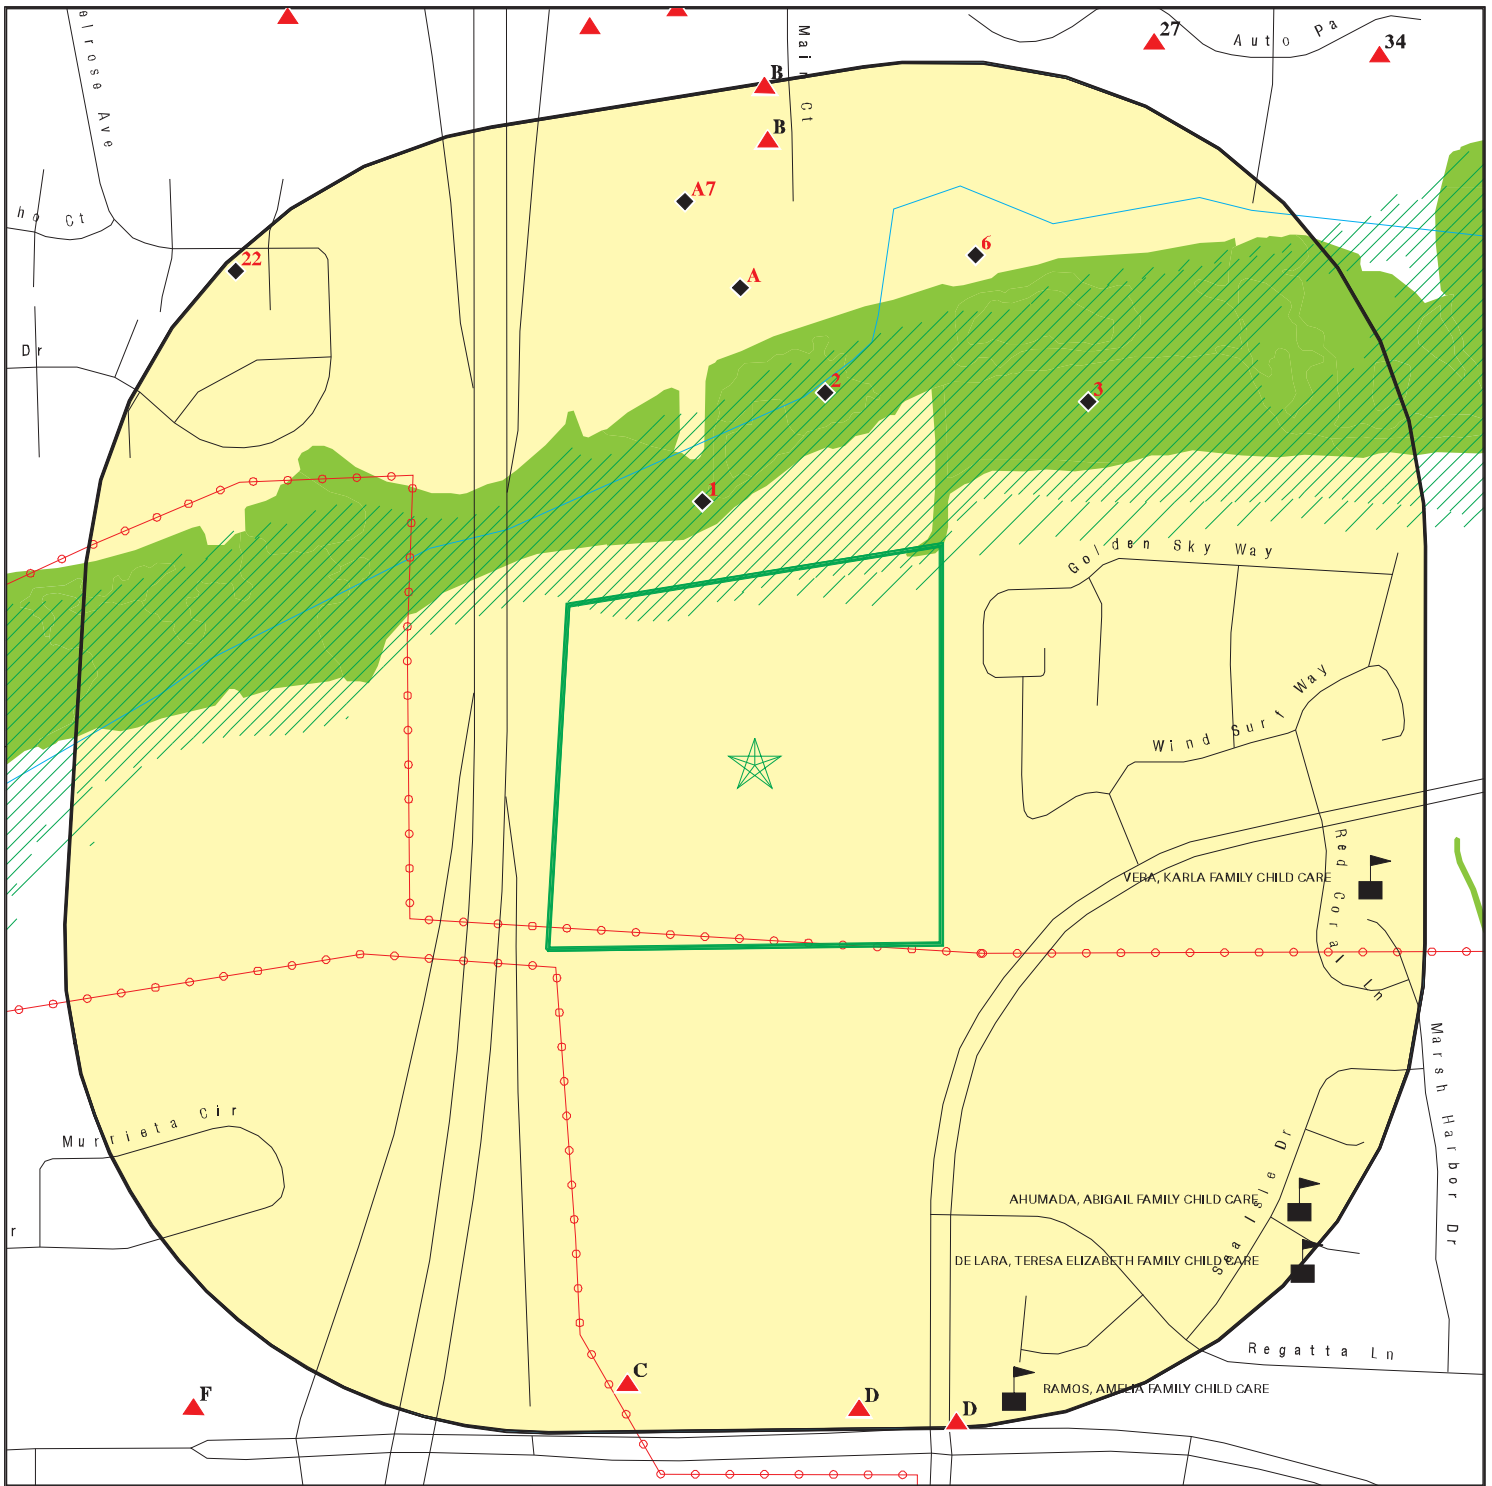 elrose Ave
Main Ct
27
Auto Pa
34
B
B
A7
ho Ct
22
6
A
Dr
2
3
1
Golden Sky Way
Wind Surf Way
Red Coral Ln
VERA, KARLA FAMILY CHILD CARE
Marsh Harbor Dr
Murrieta Cir
Sea Isle Dr
AHUMADA, ABIGAIL FAMILY CHILD CARE
r
DE LARA, TERESA ELIZABETH FAMILY CHILD CARE
Regatta Ln
C
RAMOS, AMELIA FAMILY CHILD CARE
F
D
D